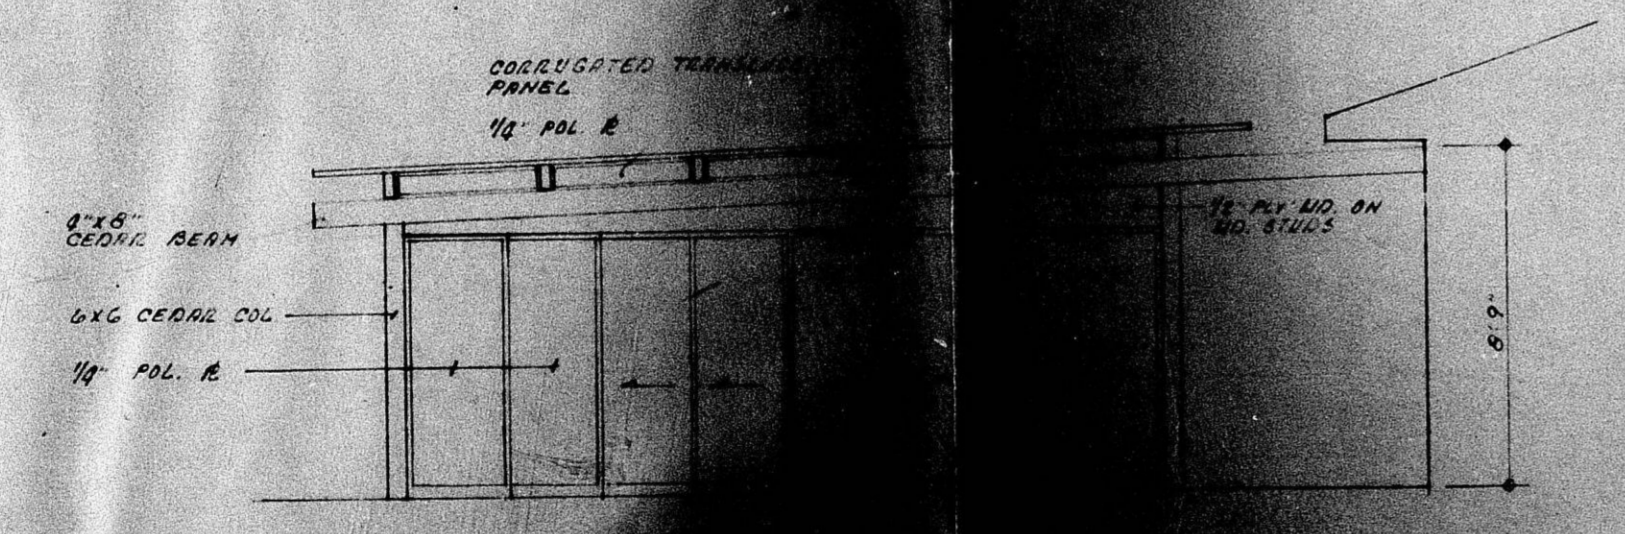 CORRUGATED TRANSLUCENT
PANEL
1/4" POL. ⅊
4"X8"
CEDAR BEAM
1/2" PLY WD. ON
WD. STUDS
6X6 CEDAR COL
1/4" POL. ⅊
8'9"